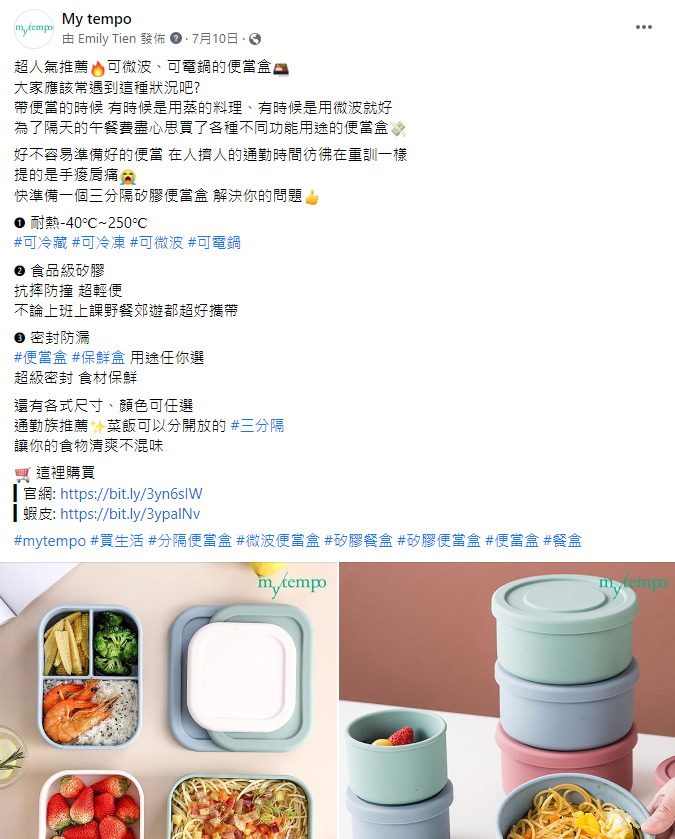 my tempo
My tempo
由 Emily Tien 發佈 · 7月10日 ·
超人氣推薦🔥可微波、可電鍋的便當盒🍱
大家應該常遇到這種狀況吧?
帶便當的時候 有時候是用蒸的料理、有時候是用微波就好
為了隔天的午餐費盡心思買了各種不同功能用途的便當盒💸
好不容易準備好的便當 在人擠人的通勤時間彷彿在重訓一樣
提的是手痠肩痛😭
快準備一個三分隔矽膠便當盒 解決你的問題👍
❶ 耐熱-40℃~250℃
#可冷藏 #可冷凍 #可微波 #可電鍋
❷ 食品級矽膠
抗摔防撞 超輕便
不論上班上課野餐郊遊都超好攜帶
❸ 密封防漏
#便當盒 #保鮮盒 用途任你選
超級密封 食材保鮮
還有各式尺寸、顏色可任選
通勤族推薦✨菜飯可以分開放的 #三分隔
讓你的食物清爽不混味
🛒 這裡購買
▎官網: https://bit.ly/3yn6sIW
▎蝦皮: https://bit.ly/3ypaINv
#mytempo #買生活 #分隔便當盒 #微波便當盒 #矽膠餐盒 #矽膠便當盒 #便當盒 #餐盒
my tempo
my tempo